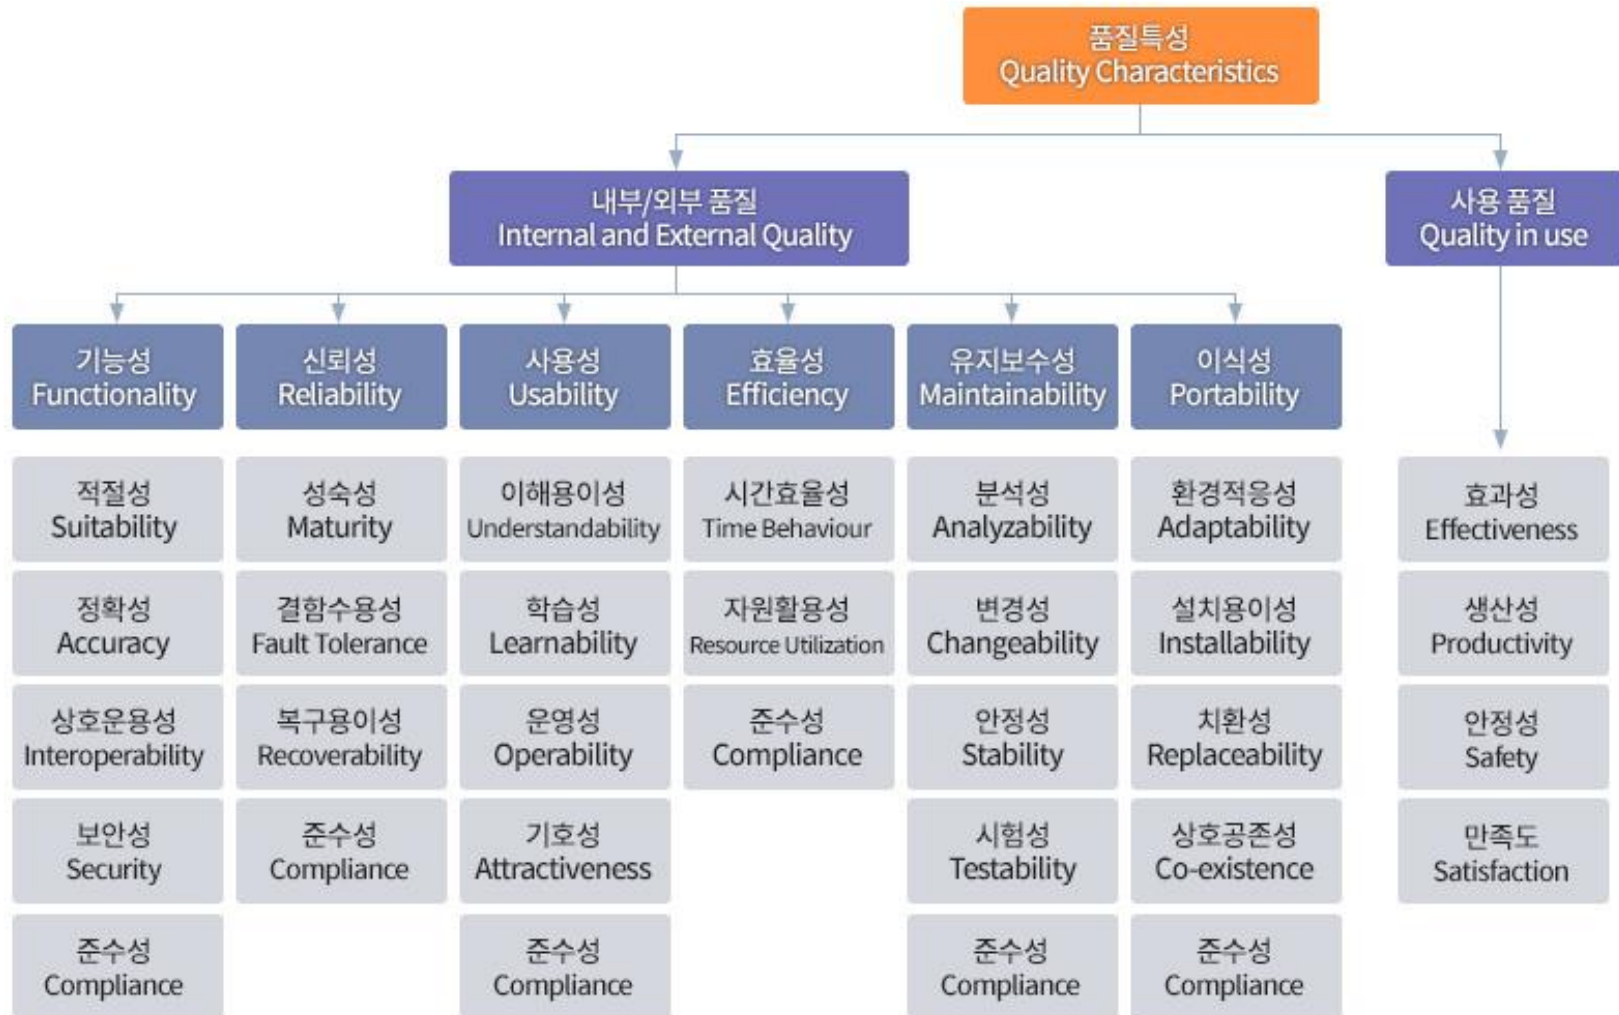 품질특성
Quality Characteristics
내부/외부 품질
Internal and External Quality
사용 품질
Quality in use
기능성
Functionality
신뢰성
Reliability
사용성
Usability
효율성
Efficiency
유지보수성
Maintainability
이식성
Portability
적절성
Suitability
성숙성
Maturity
이해용이성
Understandability
시간효율성
Time Behaviour
분석성
Analyzability
환경적응성
Adaptability
효과성
Effectiveness
정확성
Accuracy
결함수용성
Fault Tolerance
학습성
Learnability
자원활용성
Resource Utilization
변경성
Changeability
설치용이성
Installability
생산성
Productivity
상호운용성
Interoperability
복구용이성
Recoverability
운영성
Operability
준수성
Compliance
안정성
Stability
치환성
Replaceability
안정성
Safety
보안성
Security
준수성
Compliance
기호성
Attractiveness
시험성
Testability
상호공존성
Co-existence
만족도
Satisfaction
준수성
Compliance
준수성
Compliance
준수성
Compliance
준수성
Compliance